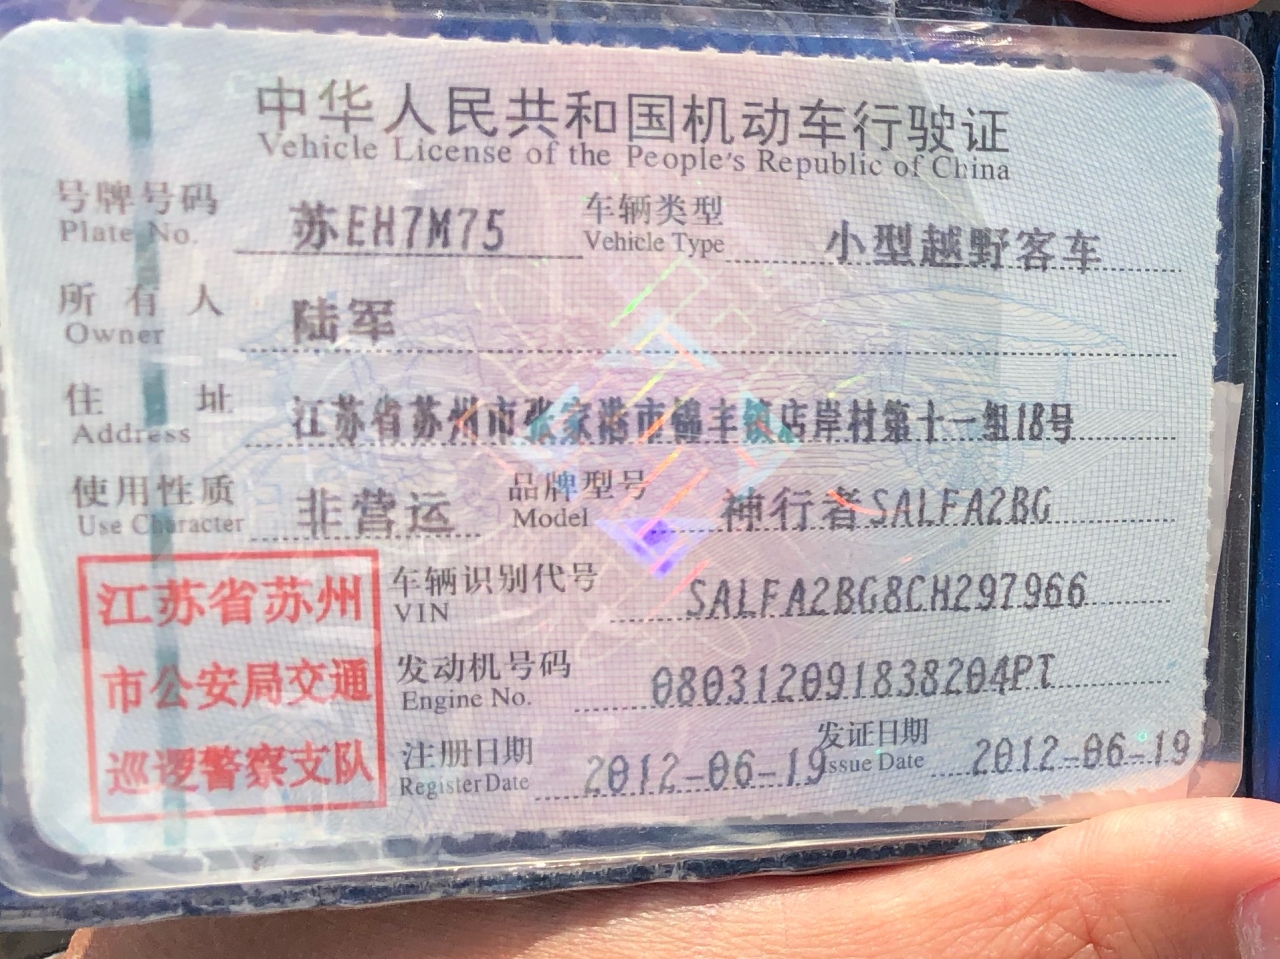 中华人民共和国机动车行驶证
Vehicle License of the People's Republic of China
号牌号码 苏EH7M75 车辆类型 小型越野客车
Plate No. Vehicle Type
所有人 陆军
Owner
住址 江苏省苏州市张家港市锦丰镇店岸村第十一组18号
Address
使用性质 非营运 品牌型号 神行者SALFA2BG
Use Character Model
车辆识别代号 SALFA2BG8CH297966
VIN
发动机号码 080312091838204PT
Engine No.
注册日期 2012-06-19 发证日期 2012-06-19
Register Date Issue Date
江苏省苏州
市公安局交通
巡逻警察支队